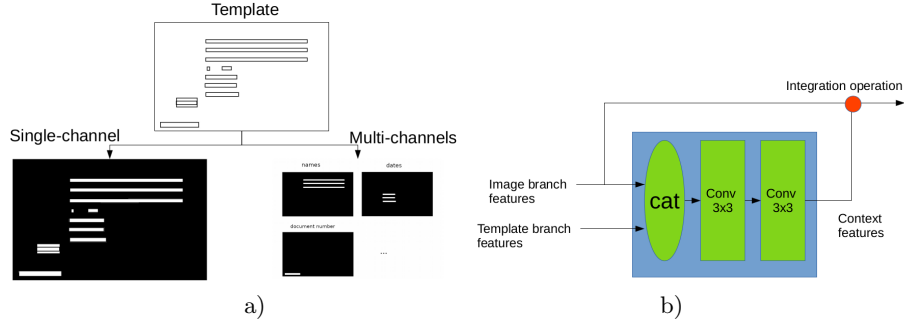 Template
Single-channel
Multi-channels
names
dates
document number
...
a)
Integration operation
Image branch
features
Template branch
features
cat
Conv
3x3
Conv
3x3
Context
features
b)